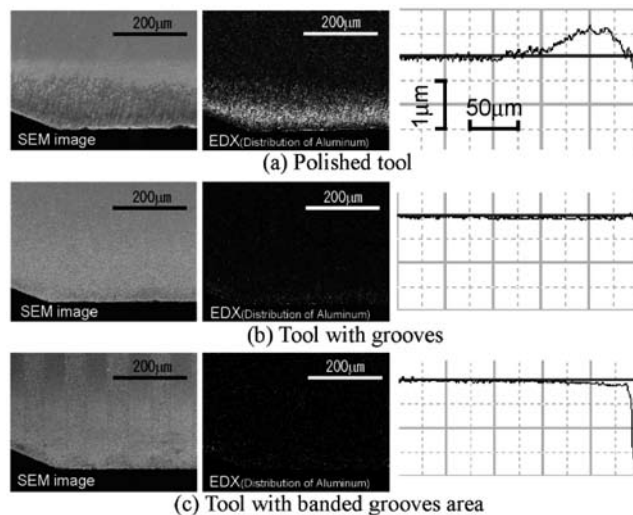 200μm
200μm
SEM image
EDX(Distribution of Aluminum)
1μm
50μm
(a) Polished tool
200μm
200μm
SEM image
EDX(Distribution of Aluminum)
(b) Tool with grooves
200μm
200μm
SEM image
EDX(Distribution of Aluminum)
(c) Tool with banded grooves area